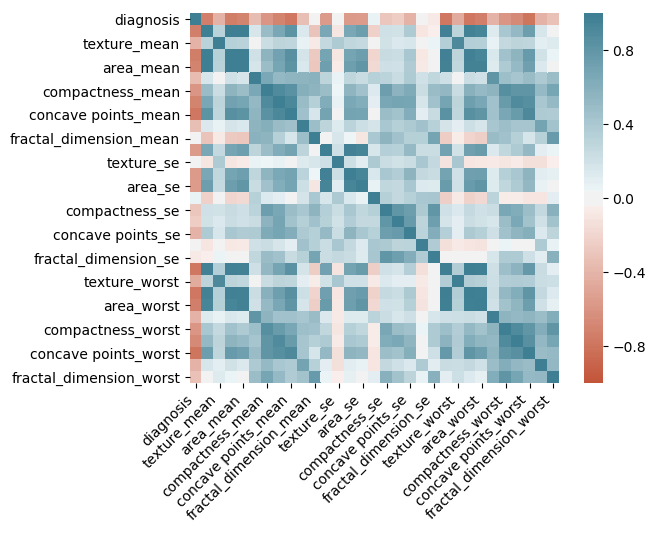 diagnosis
texture_mean
area_mean
compactness_mean
concave points_mean
fractal_dimension_mean
texture_se
area_se
compactness_se
concave points_se
fractal_dimension_se
texture_worst
area_worst
compactness_worst
concave points_worst
fractal_dimension_worst
diagnosis
texture_mean
area_mean
compactness_mean
concave points_mean
fractal_dimension_mean
texture_se
area_se
compactness_se
concave points_se
fractal_dimension_se
texture_worst
area_worst
compactness_worst
concave points_worst
fractal_dimension_worst
0.8
0.4
0.0
−0.4
−0.8